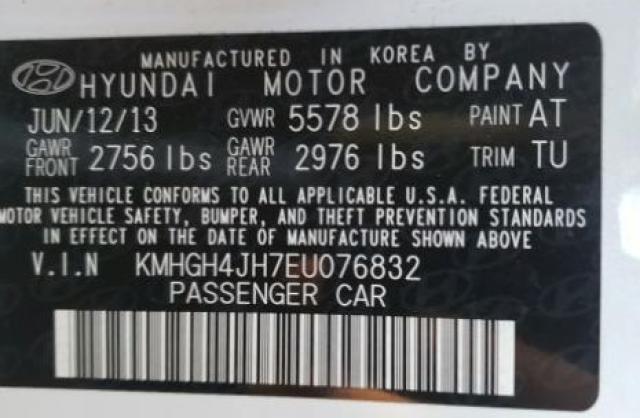 MANUFACTURED IN KOREA BY
HYUNDAI MOTOR COMPANY
JUN/12/13 GVWR 5578 lbs PAINT AT
GAWR FRONT 2756 lbs GAWR REAR 2976 lbs TRIM TU
THIS VEHICLE CONFORMS TO ALL APPLICABLE U.S.A. FEDERAL
MOTOR VEHICLE SAFETY, BUMPER, AND THEFT PREVENTION STANDARDS
IN EFFECT ON THE DATE OF MANUFACTURE SHOWN ABOVE
V.I.N KMHGH4JH7EU076832
PASSENGER CAR